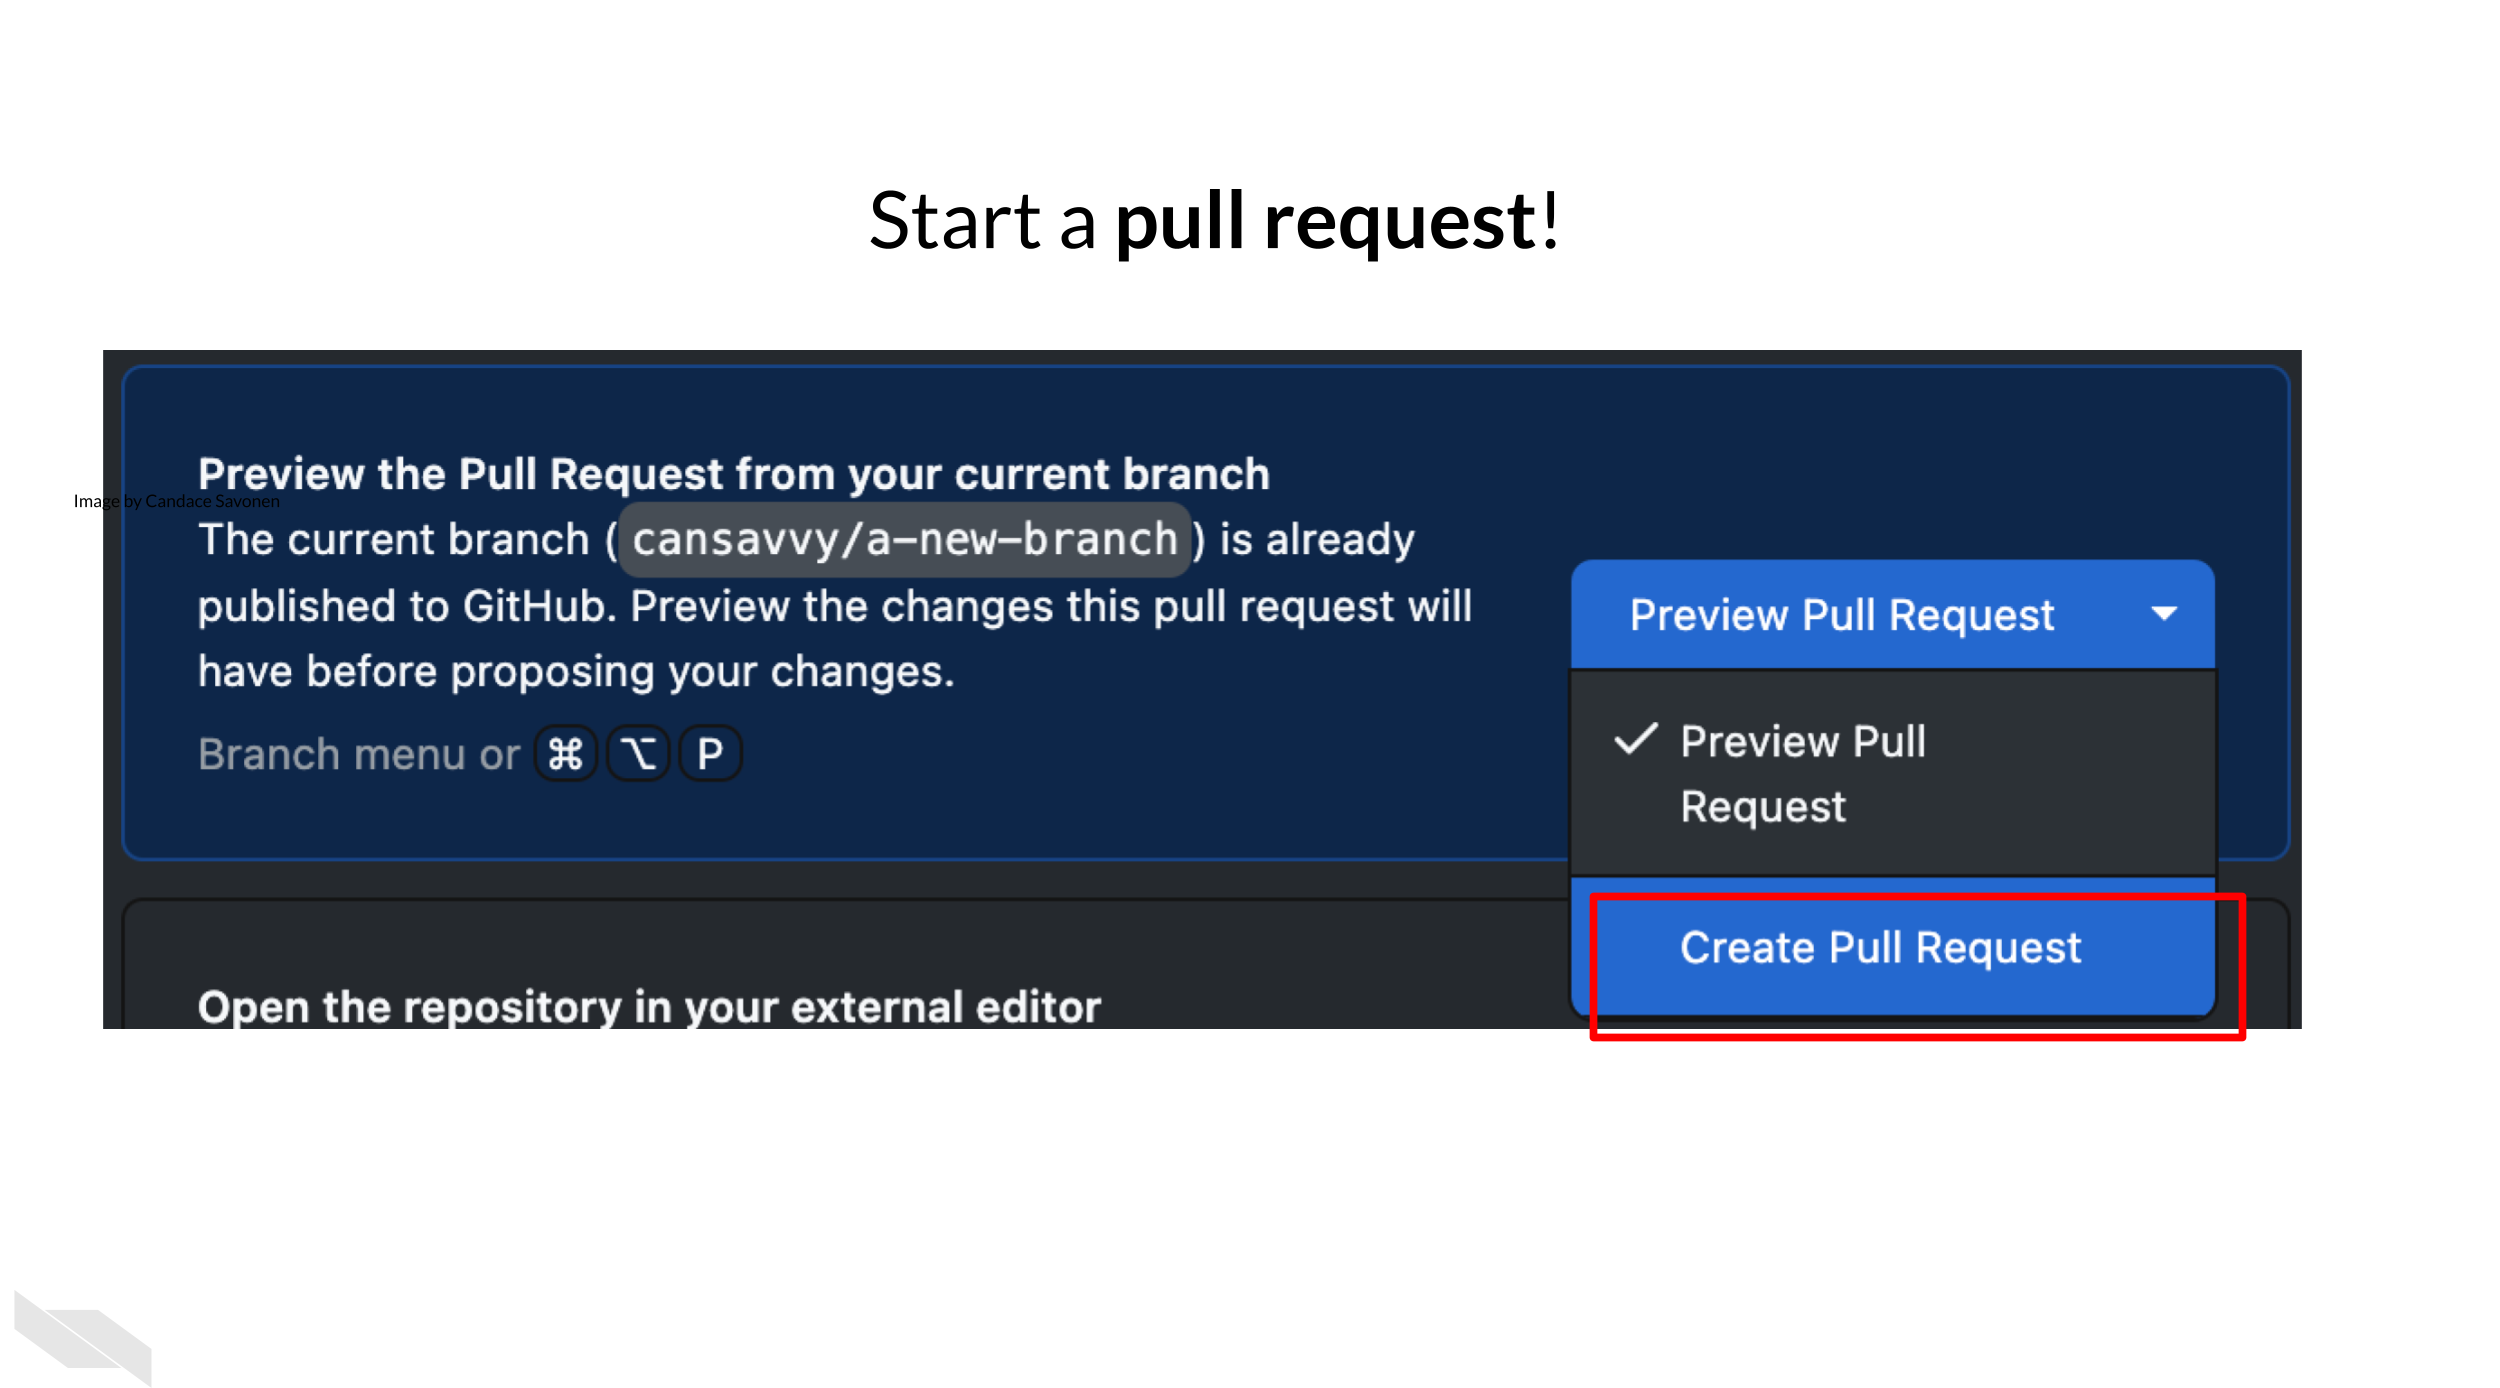 Start a pull request!
Preview the Pull Request from your current branch
Image by Candace Savonen
The current branch (cansavvy/a-new-branch) is already
published to GitHub. Preview the changes this pull request will
have before proposing your changes.
Branch menu or ⌘ ⌥ P
Preview Pull Request
Preview Pull
Request
Create Pull Request
Open the repository in your external editor